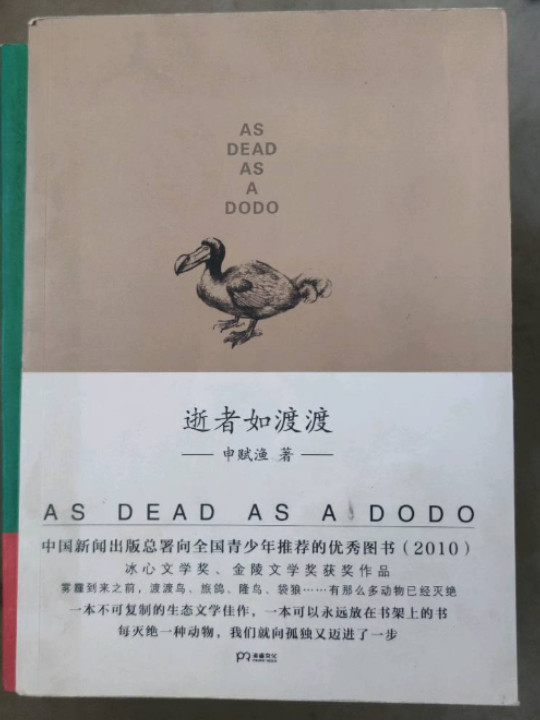 AS
DEAD
AS
A
DODO
逝者如渡渡
申赋渔 著
AS DEAD AS A DODO
中国新闻出版总署向全国青少年推荐的优秀图书(2010)
冰心文学奖、金陵文学奖获奖作品
雾霾到来之前，渡渡鸟、旅鸽、隆鸟、袋狼……有那么多动物已经灭绝
一本不可复制的生态文学佳作，一本可以永远放在书架上的书
每灭绝一种动物，我们就向孤独又迈进了一步